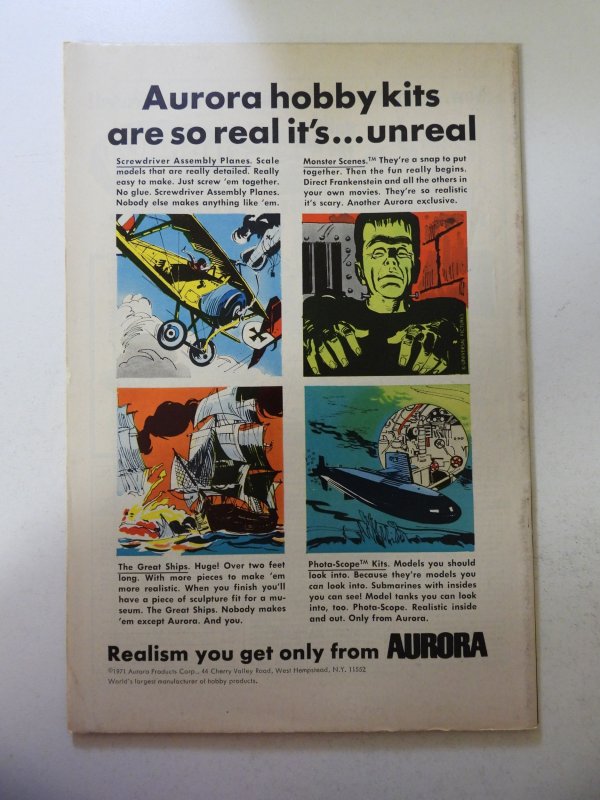 Aurora hobby kits
are so real it's...unreal
Screwdriver Assembly Planes. Scale
models that are really detailed. Really
easy to make. Just screw 'em together.
No glue. Screwdriver Assembly Planes.
Nobody else makes anything like 'em.
Monster Scenes.™ They're a snap to put
together. Then the fun really begins.
Direct Frankenstein and all the others in
your own movies. They're so realistic
it's scary. Another Aurora exclusive.
© UNIVERSAL PICTURES
The Great Ships. Huge! Over two feet
long. With more pieces to make 'em
more realistic. When you finish you'll
have a piece of sculpture fit for a mu-
seum. The Great Ships. Nobody makes
'em except Aurora. And you.
Phota-Scope™ Kits. Models you should
look into. Because they're models you
can look into. Submarines with insides
you can see! Model tanks you can look
into, too. Phota-Scope. Realistic inside
and out. Only from Aurora.
Realism you get only from AURORA
©1971 Aurora Products Corp., 44 Cherry Valley Road, West Hempstead, N.Y. 11552
World's largest manufacturer of hobby products.